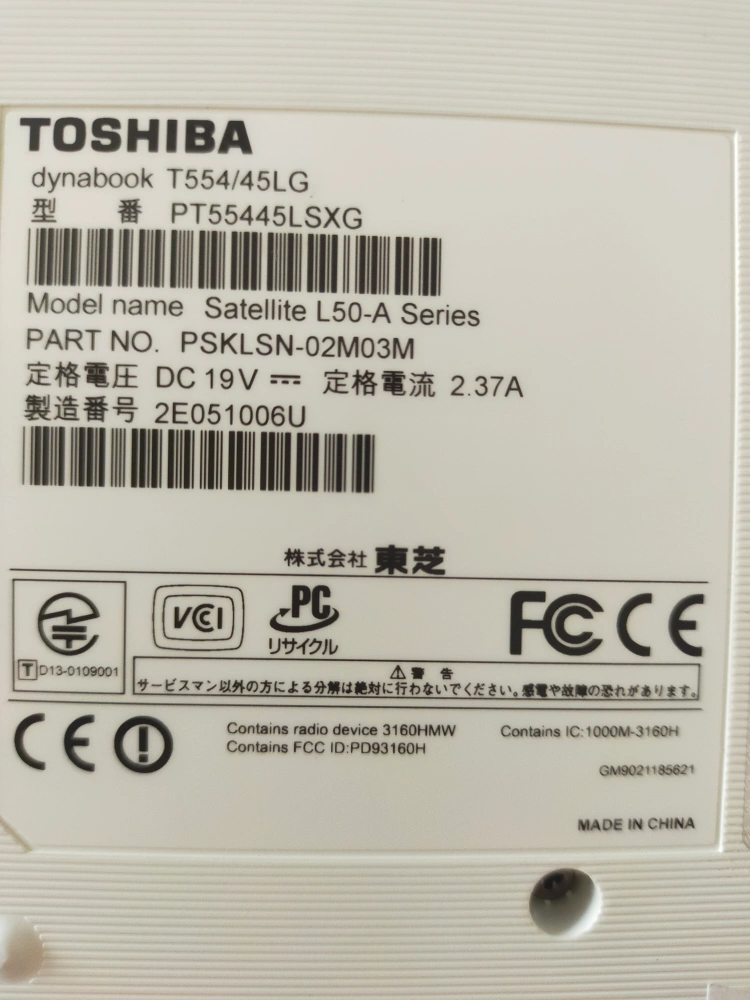 TOSHIBA
dynabook T554/45LG
型 番 PT55445LSXG
Model name Satellite L50-A Series
PART NO. PSKLSN-02M03M
定格電圧 DC 19V 定格電流 2.37A
製造番号 2E051006U
株式会社 東芝
T D13-0109001
VCCI
PC
リサイクル
FC CE
⚠警 告
サービスマン以外の方による分解は絶対に行わないでください。感電や故障の恐れがあります。
CE
Contains radio device 3160HMW
Contains FCC ID:PD93160H
Contains IC:1000M-3160H
GM9021185621
MADE IN CHINA